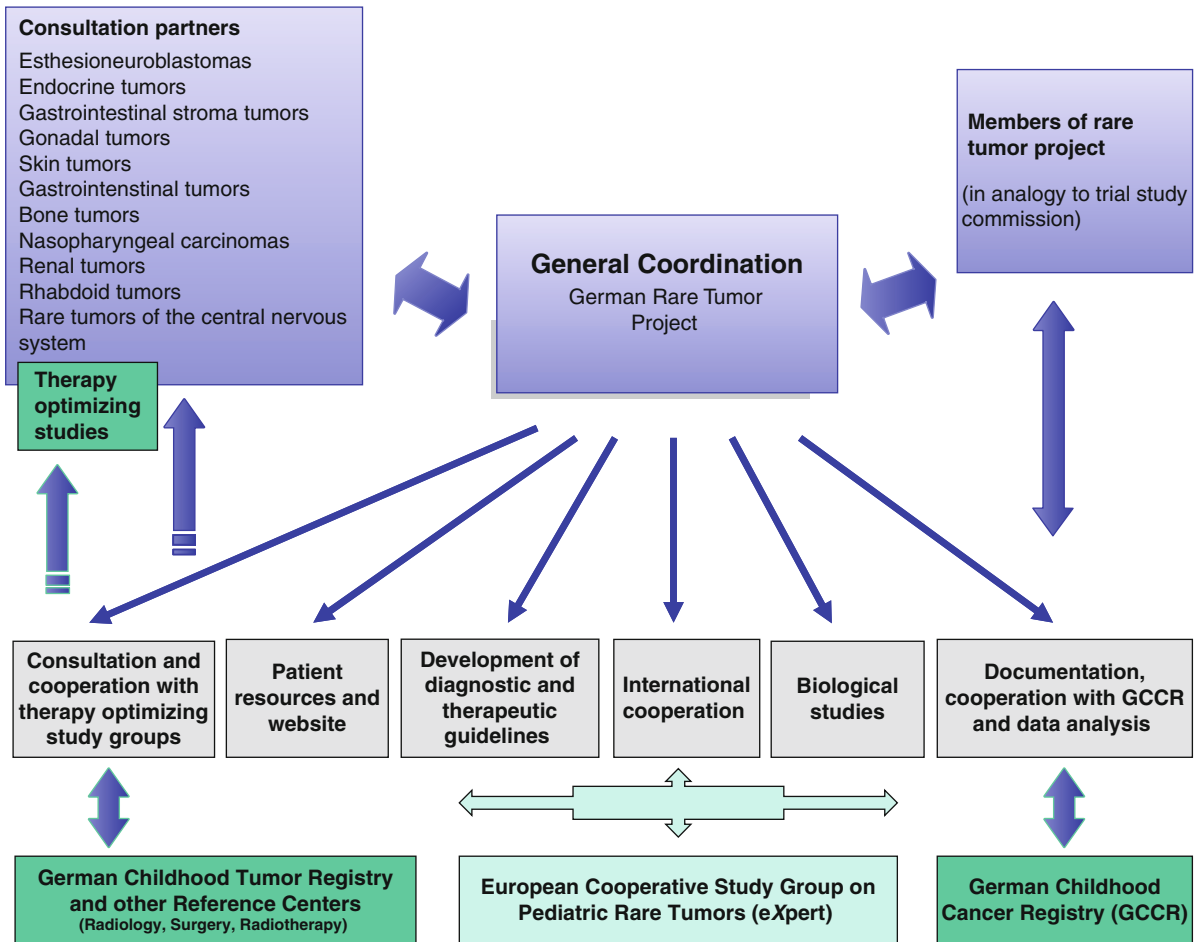 Consultation partners
Esthesioneuroblastomas
Endocrine tumors
Gastrointestinal stroma tumors
Gonadal tumors
Skin tumors
Gastrointenstinal tumors
Bone tumors
Nasopharyngeal carcinomas
Renal tumors
Rhabdoid tumors
Rare tumors of the central nervous
system
Therapy
optimizing
studies
General Coordination
German Rare Tumor
Project
Members of rare
tumor project
(in analogy to trial study
commission)
Consultation and
cooperation with
therapy optimizing
study groups
Patient
resources and
website
Development of
diagnostic and
therapeutic
guidelines
International
cooperation
Biological
studies
Documentation,
cooperation with GCCR
and data analysis
German Childhood Tumor Registry
and other Reference Centers
(Radiology, Surgery, Radiotherapy)
European Cooperative Study Group on
Pediatric Rare Tumors (eXpert)
German Childhood
Cancer Registry (GCCR)